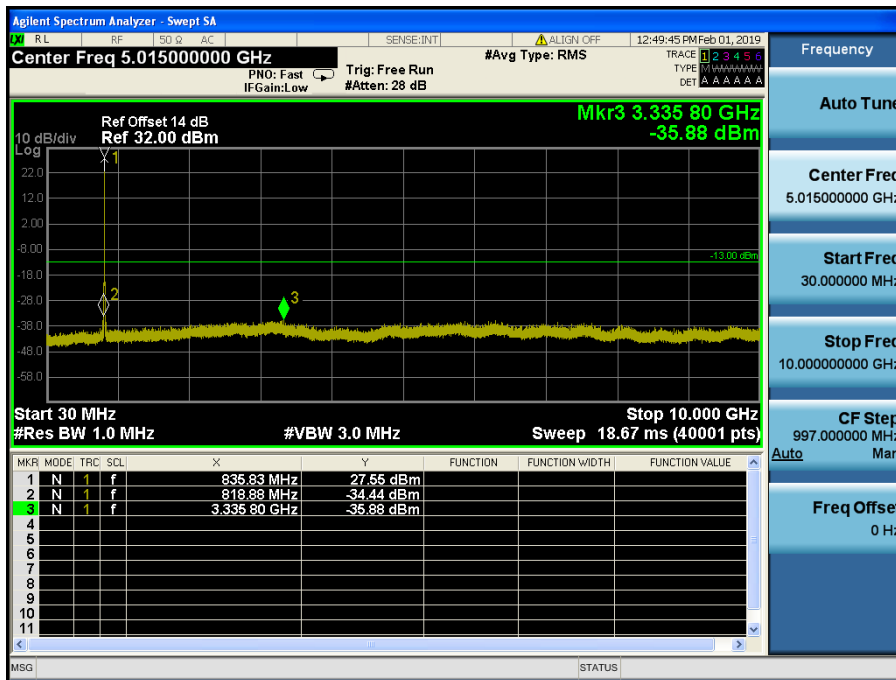 Agilent Spectrum Analyzer - Swept SA
LXI RL RF 50 Ω AC SENSE:INT ALIGN OFF 12:49:45 PM Feb 01, 2019
Center Freq 5.015000000 GHz
#Avg Type: RMS
TRACE 1 2 3 4 5 6
PNO: Fast Trig: Free Run
TYPE M W W W W W
IFGain:Low #Atten: 28 dB
DET A A A A A A
Mkr3 3.335 80 GHz
-35.88 dBm
Ref Offset 14 dB
10 dB/div Ref 32.00 dBm
Log
1
22.0
12.0
2.00
-8.00
-13.00 dBm
-18.0
-28.0
2
3
-38.0
-48.0
-58.0
Start 30 MHz Stop 10.000 GHz
#Res BW 1.0 MHz #VBW 3.0 MHz Sweep 18.67 ms (40001 pts)
MKR MODE TRC SCL X Y FUNCTION FUNCTION WIDTH FUNCTION VALUE
1 N 1 f 835.83 MHz 27.55 dBm
2 N 1 f 818.88 MHz -34.44 dBm
3 N 1 f 3.335 80 GHz -35.88 dBm
4
5
6
7
8
9
10
11
MSG STATUS
Frequency
Auto Tune
Center Freq
5.015000000 GHz
Start Freq
30.000000 MHz
Stop Freq
10.000000000 GHz
CF Step
997.000000 MHz
Auto Man
Freq Offset
0 Hz